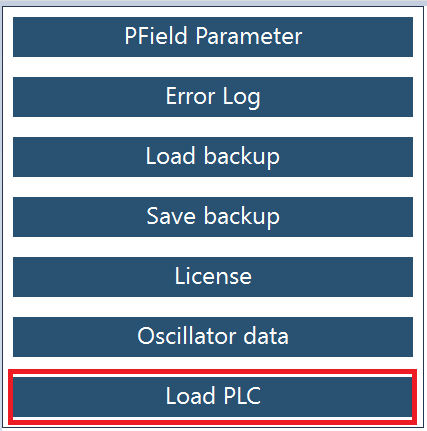 PField Parameter
Error Log
Load backup
Save backup
License
Oscillator data
Load PLC